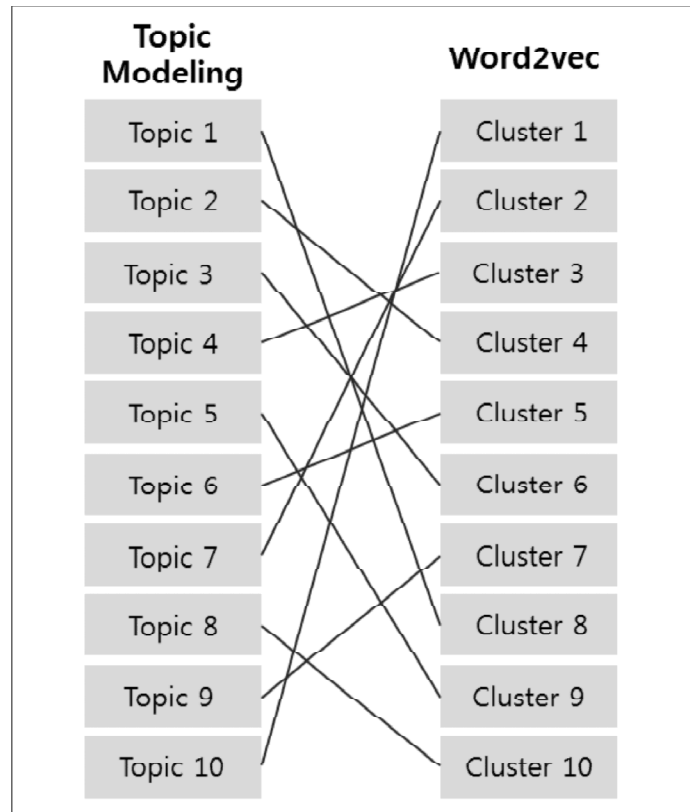 Topic
Modeling
Word2vec
Topic 1
Cluster 1
Topic 2
Cluster 2
Topic 3
Cluster 3
Topic 4
Cluster 4
Topic 5
Cluster 5
Topic 6
Cluster 6
Topic 7
Cluster 7
Topic 8
Cluster 8
Topic 9
Cluster 9
Topic 10
Cluster 10